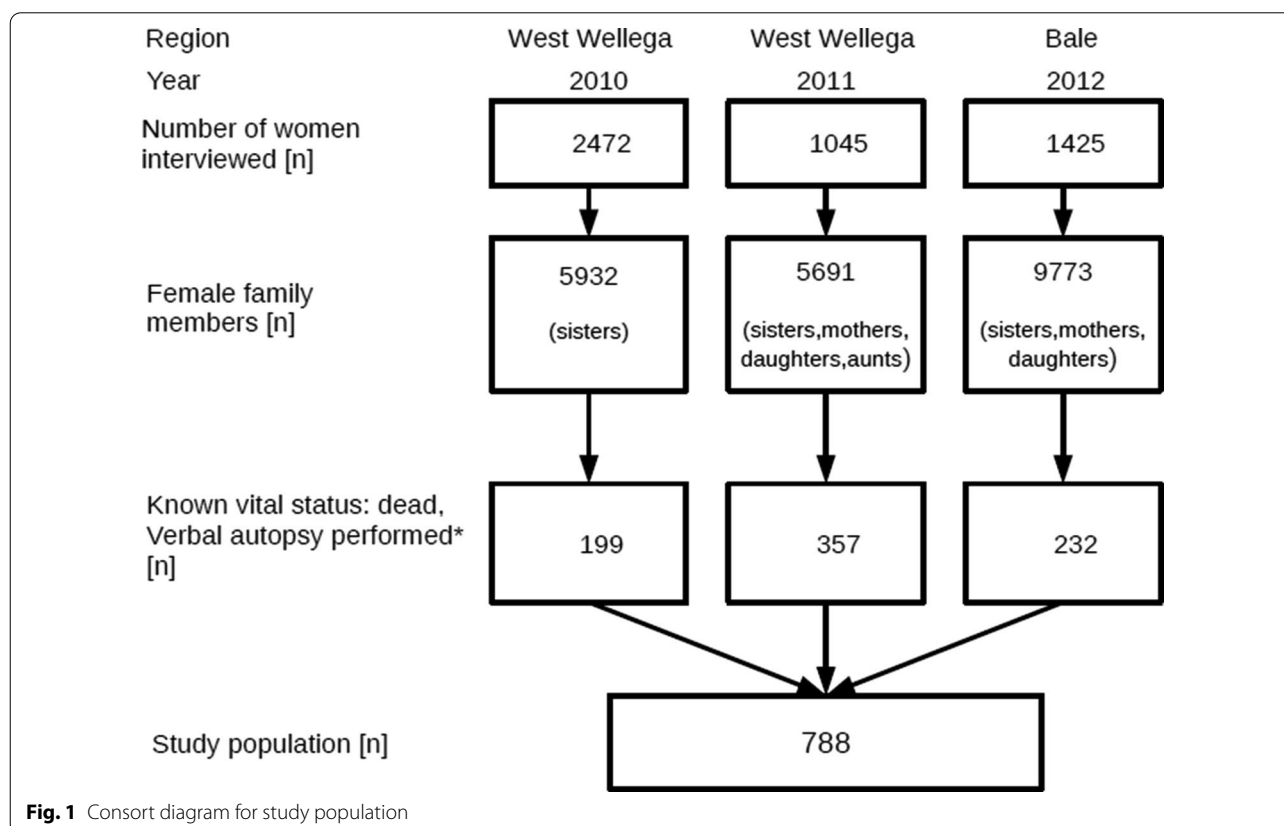 Region West Wellega West Wellega Bale
Year 2010 2011 2012
Number of women
interviewed [n]
2472 1045 1425
Female family
members [n]
5932 5691 9773
(sisters) (sisters,mothers, (sisters,mothers,
daughters,aunts) daughters)
Known vital status: dead,
Verbal autopsy performed*
[n]
199 357 232
Study population [n] 788
Fig. 1 Consort diagram for study population